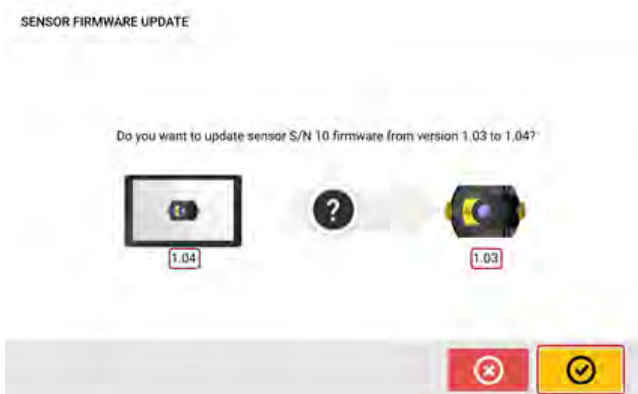 SENSOR FIRMWARE UPDATE
Do you want to update sensor S/N 10 firmware from version 1.03 to 1.04?
?
1.04 1.03